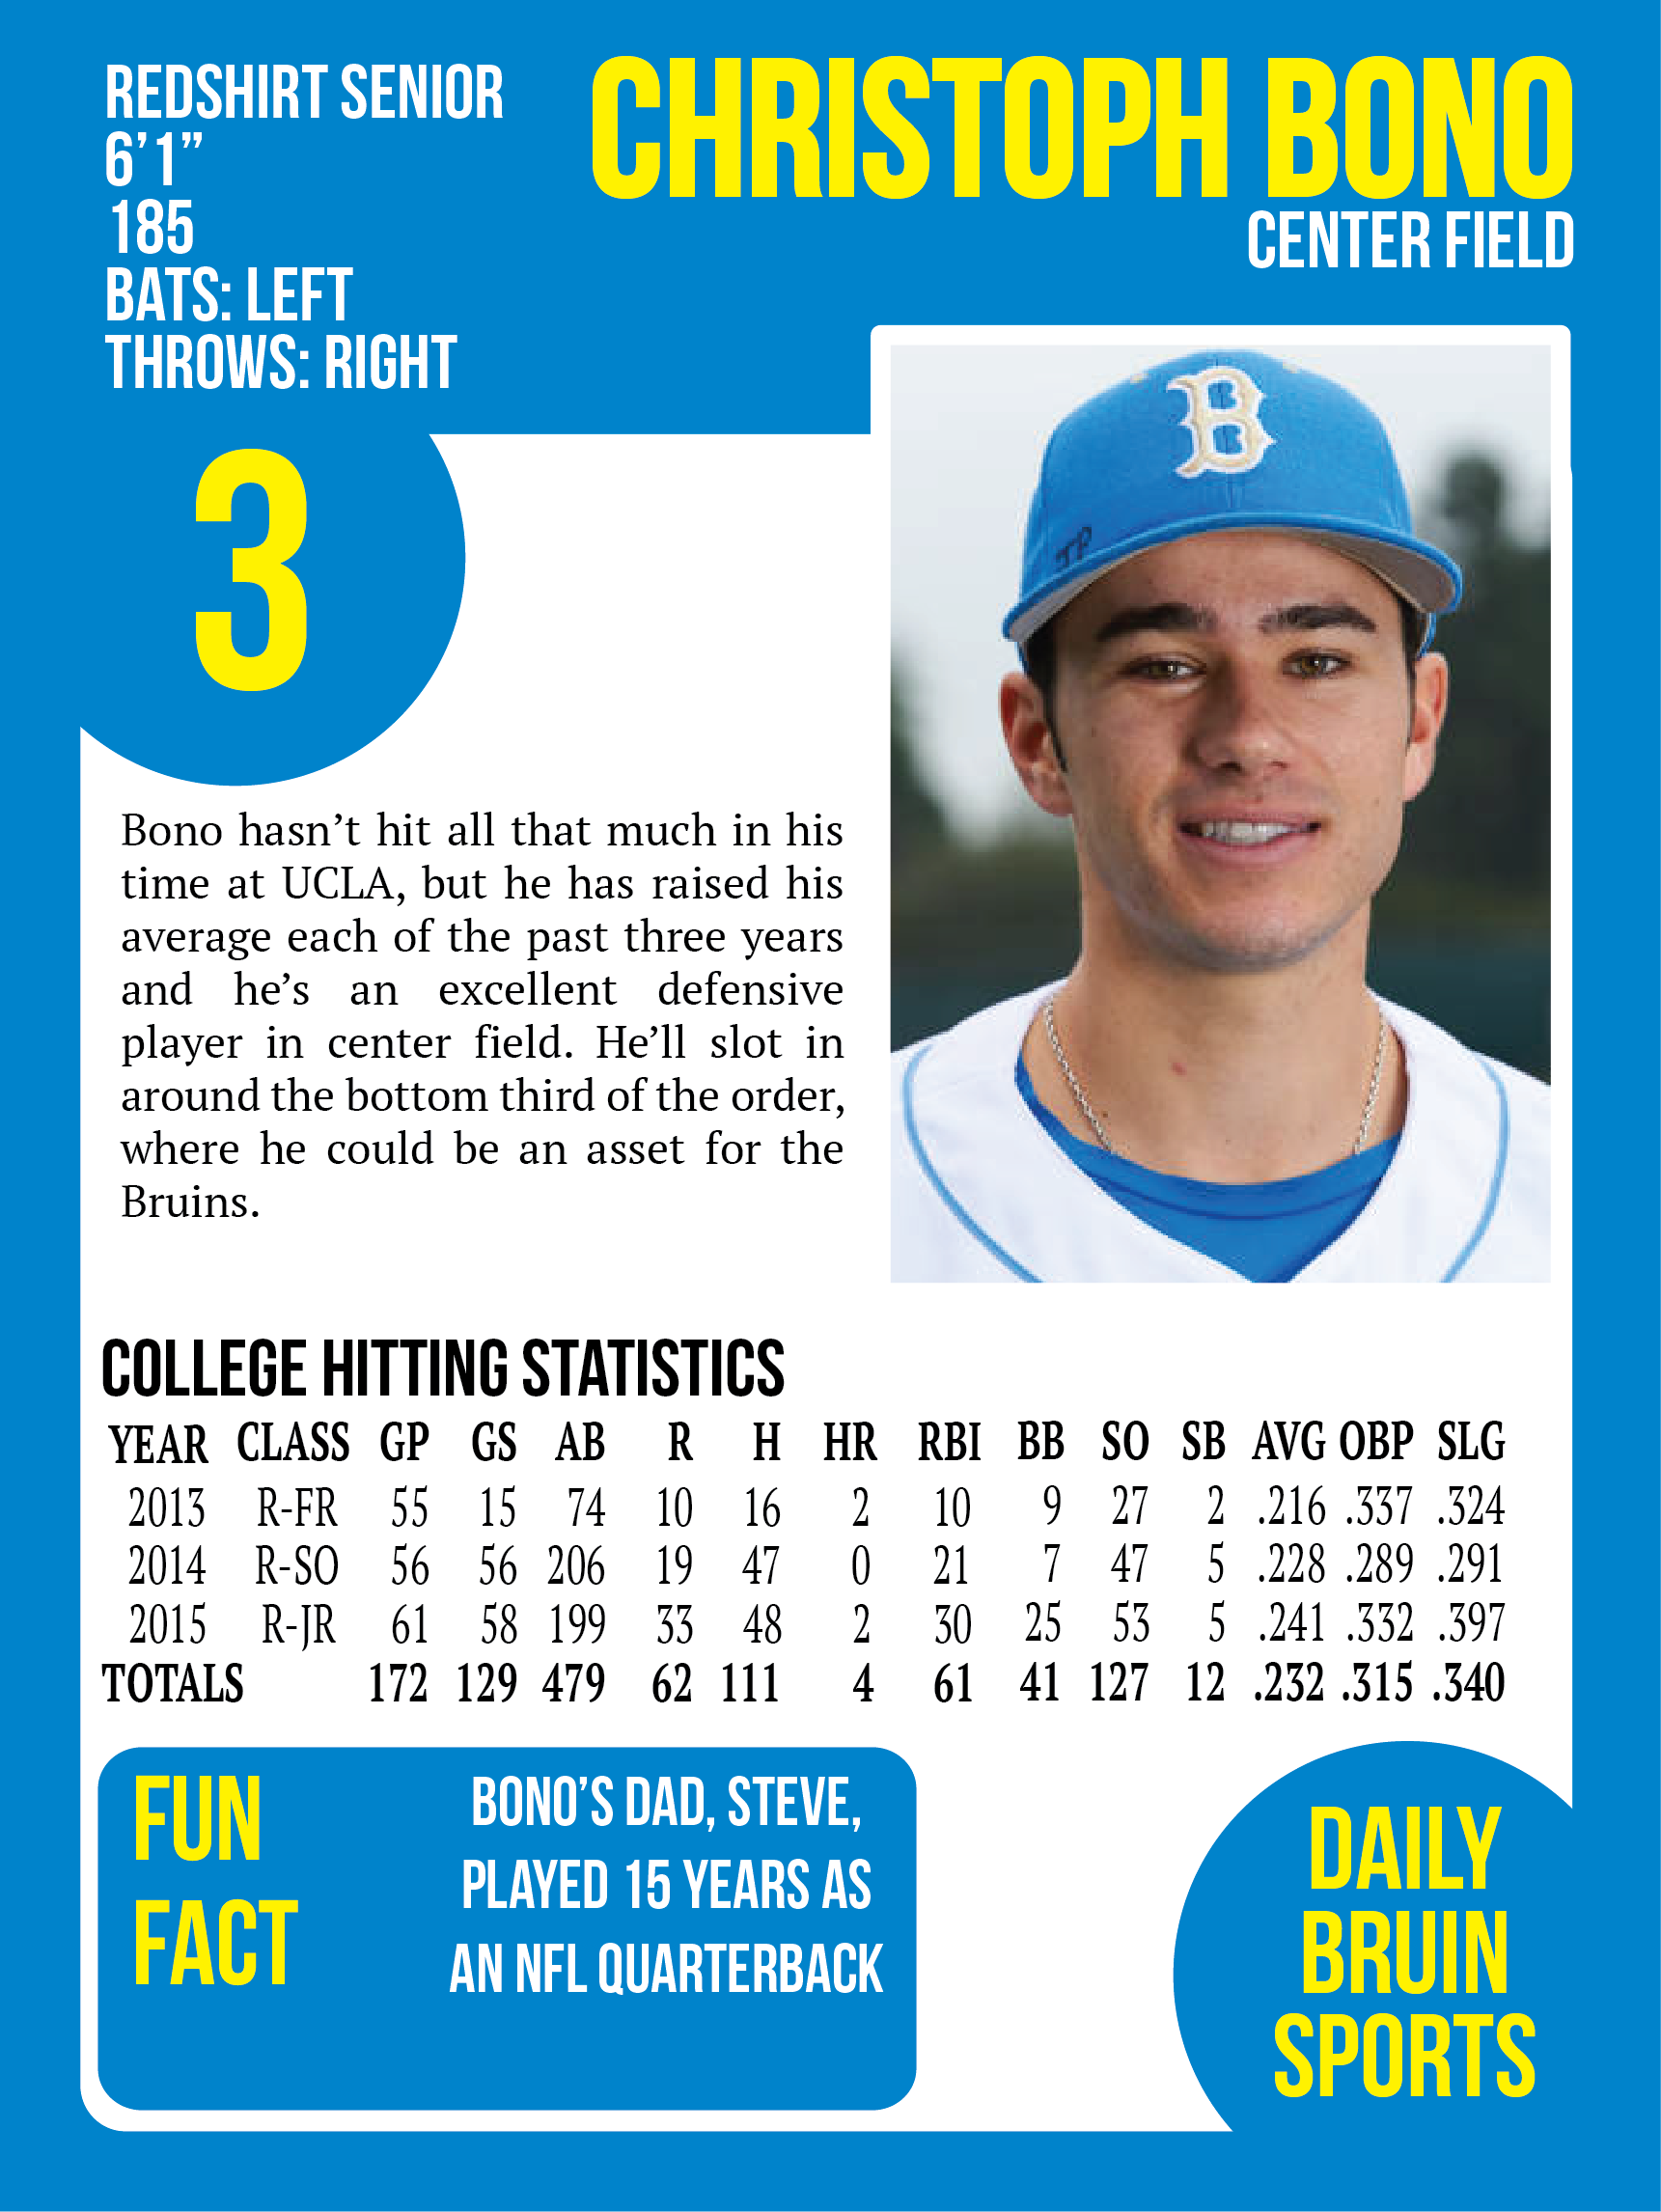 REDSHIRT SENIOR
6’1”
185
BATS: LEFT
THROWS: RIGHT
CHRISTOPH BONO
CENTER FIELD
3
B
TP
Bono hasn’t hit all that much in his
time at UCLA, but he has raised his
average each of the past three years
and he’s an excellent defensive
player in center field. He’ll slot in
around the bottom third of the order,
where he could be an asset for the
Bruins.
COLLEGE HITTING STATISTICS
YEAR CLASS GP GS AB R H HR RBI BB SO SB AVG OBP SLG
2013 R-FR 55 15 74 10 16 2 10 9 27 2 .216 .337 .324
2014 R-SO 56 56 206 19 47 0 21 7 47 5 .228 .289 .291
2015 R-JR 61 58 199 33 48 2 30 25 53 5 .241 .332 .397
TOTALS 172 129 479 62 111 4 61 41 127 12 .232 .315 .340
FUN
FACT
BONO’S DAD, STEVE,
PLAYED 15 YEARS AS
AN NFL QUARTERBACK
DAILY
BRUIN
SPORTS